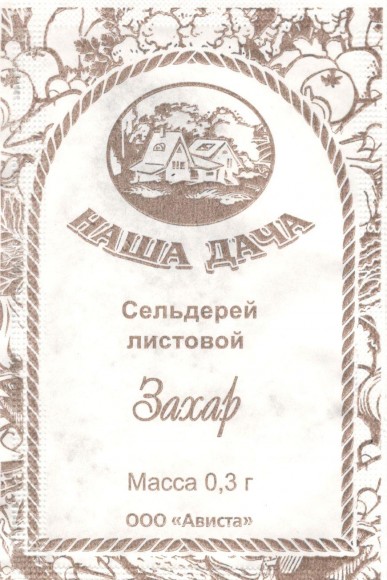 НАША ДАЧА
Сельдерей
листовой
Захар
Масса 0,3 г
ООО «Ависта»